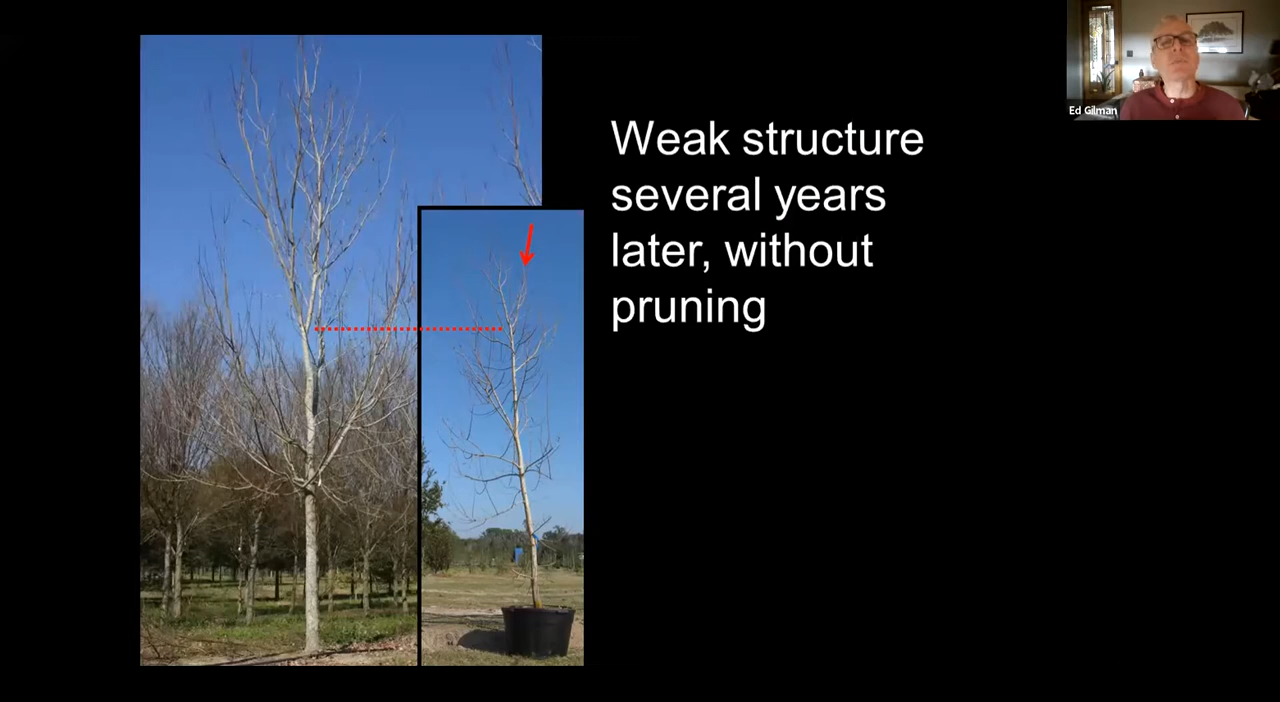 Ed Gilman
Weak structure
several years
later, without
pruning